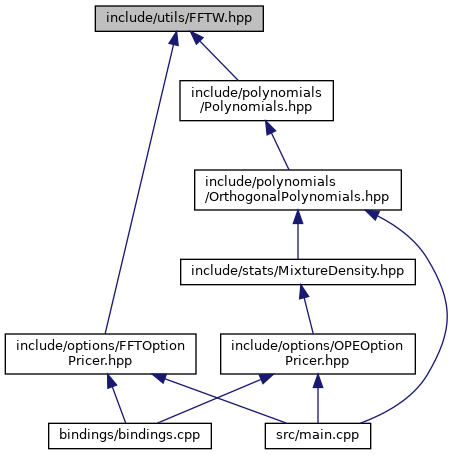 include/utils/FFTW.hpp
include/polynomials
/Polynomials.hpp
include/polynomials
/OrthogonalPolynomials.hpp
include/stats/MixtureDensity.hpp
include/options/FFTOption
Pricer.hpp
include/options/OPEOption
Pricer.hpp
bindings/bindings.cpp
src/main.cpp